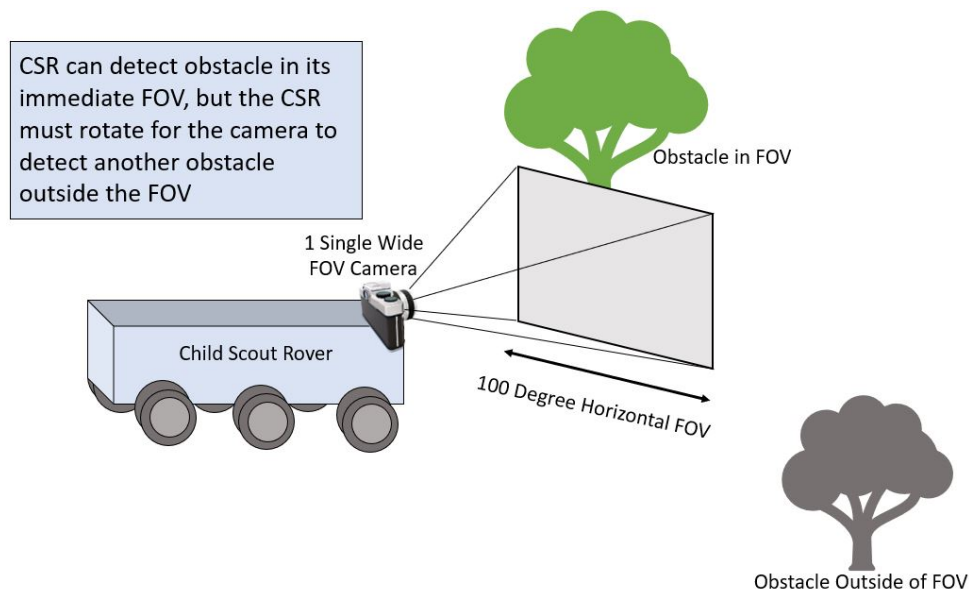 CSR can detect obstacle in its
immediate FOV, but the CSR
must rotate for the camera to
detect another obstacle
outside the FOV
Obstacle in FOV
1 Single Wide
FOV Camera
Child Scout Rover
100 Degree Horizontal FOV
Obstacle Outside of FOV